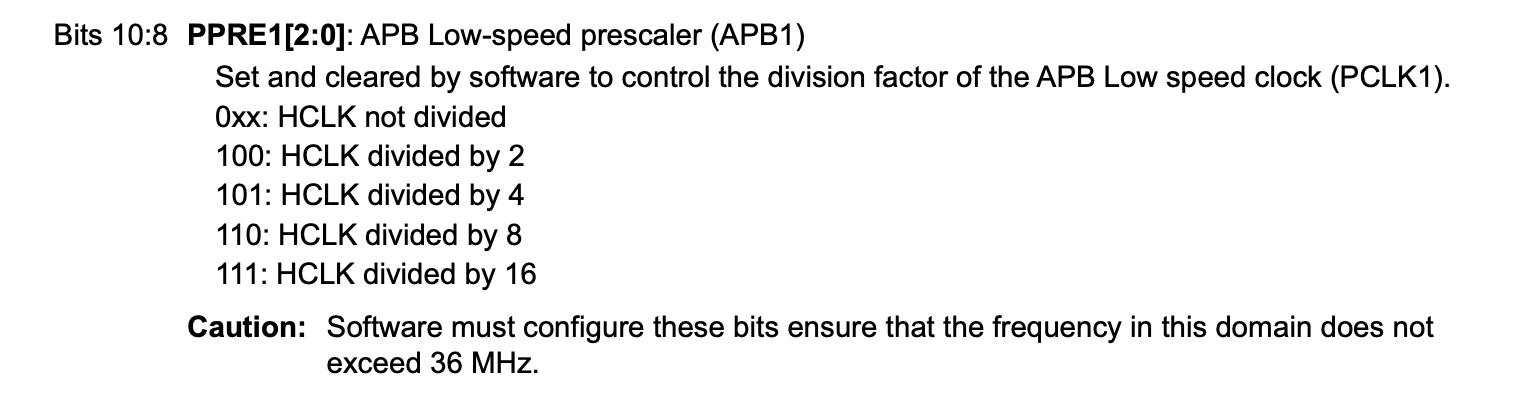 Bits 10:8 PPRE1[2:0]: APB Low-speed prescaler (APB1)
Set and cleared by software to control the division factor of the APB Low speed clock (PCLK1).
0xx: HCLK not divided
100: HCLK divided by 2
101: HCLK divided by 4
110: HCLK divided by 8
111: HCLK divided by 16
Caution: Software must configure these bits ensure that the frequency in this domain does not
exceed 36 MHz.